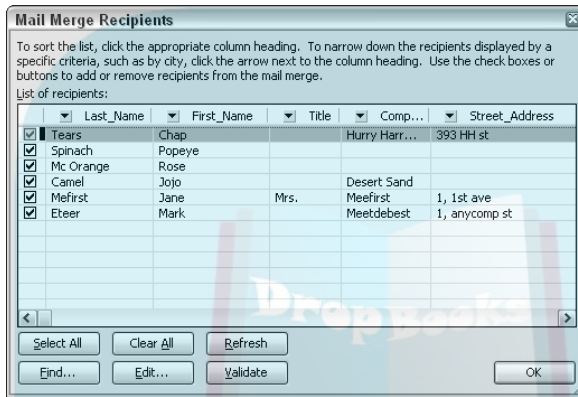 Mail Merge Recipients
To sort the list, click the appropriate column heading. To narrow down the recipients displayed by a
specific criteria, such as by city, click the arrow next to the column heading. Use the check boxes or
buttons to add or remove recipients from the mail merge.
List of recipients:
Last_Name First_Name Title Comp... Street_Address
Tears Chap Hurry Harr... 393 HH st
Spinach Popeye
Mc Orange Rose
Camel Jojo Desert Sand
Mefirst Jane Mrs. Meefirst 1, 1st ave
Eteer Mark Meetdebest 1, anycomp st
DropBooks
Select All Clear All Refresh
Find... Edit... Validate OK